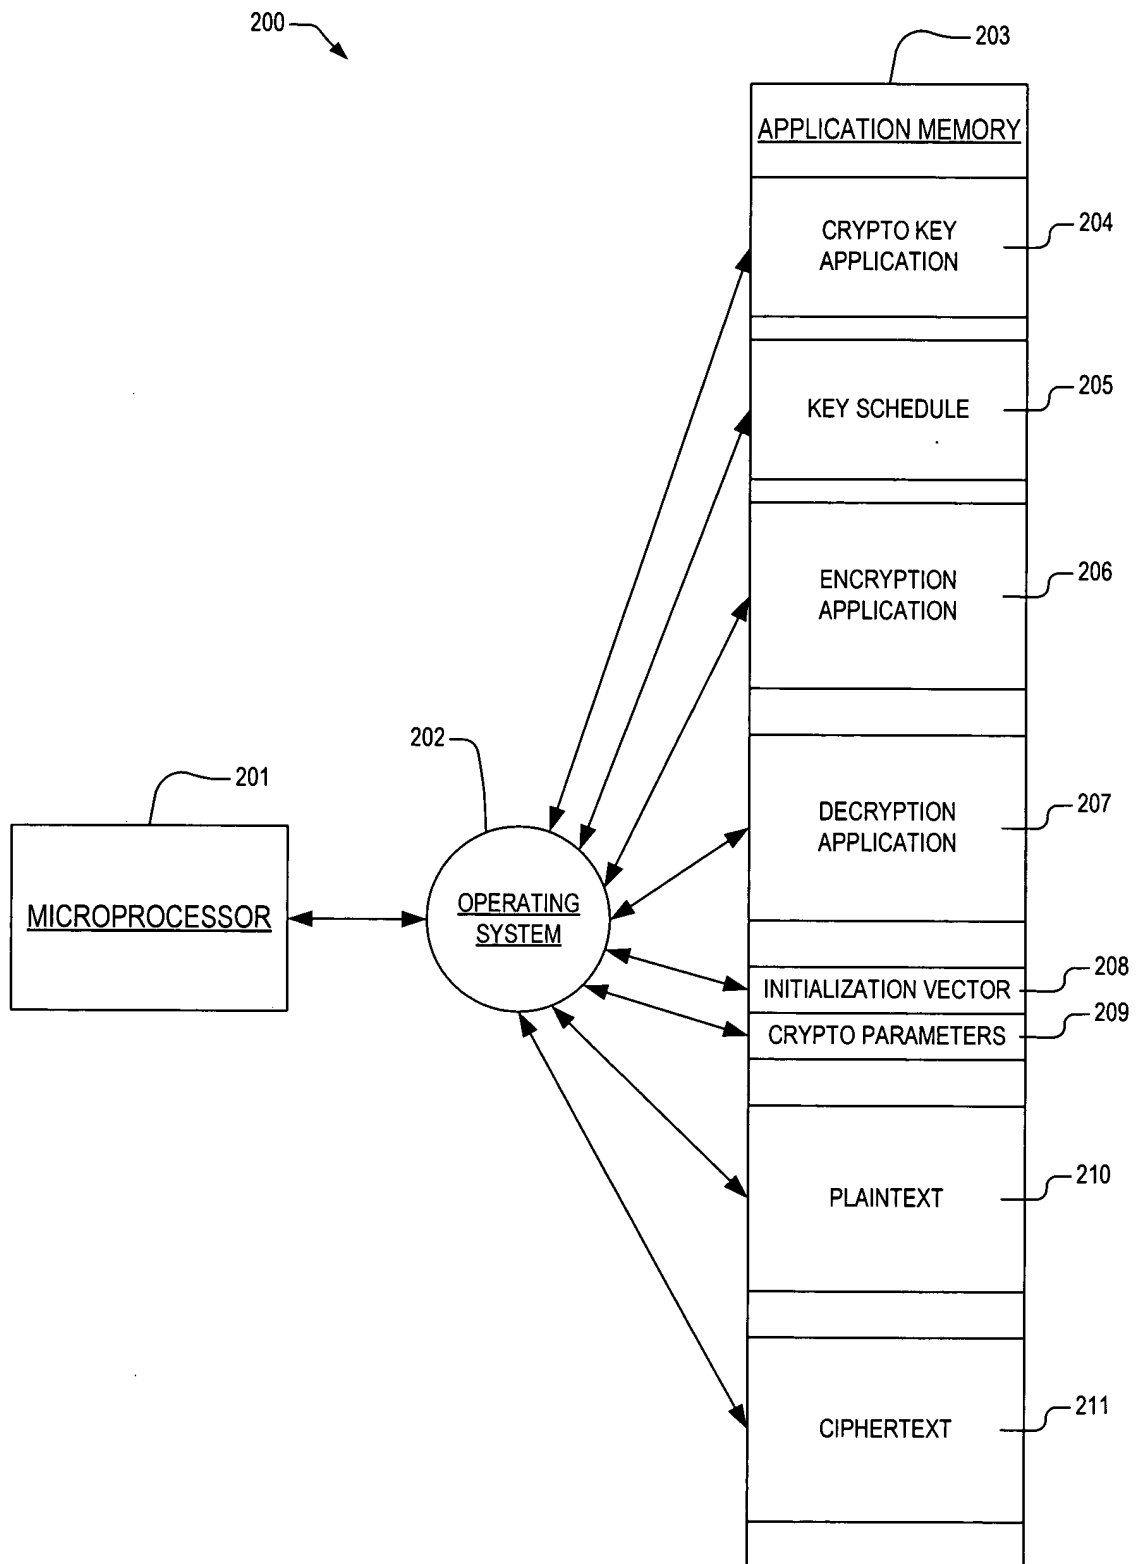 200
203
APPLICATION MEMORY
CRYPTO KEY
APPLICATION
204
KEY SCHEDULE
205
ENCRYPTION
APPLICATION
206
202
201
DECRYPTION
APPLICATION
207
MICROPROCESSOR
OPERATING
SYSTEM
INITIALIZATION VECTOR
208
CRYPTO PARAMETERS
209
PLAINTEXT
210
CIPHERTEXT
211